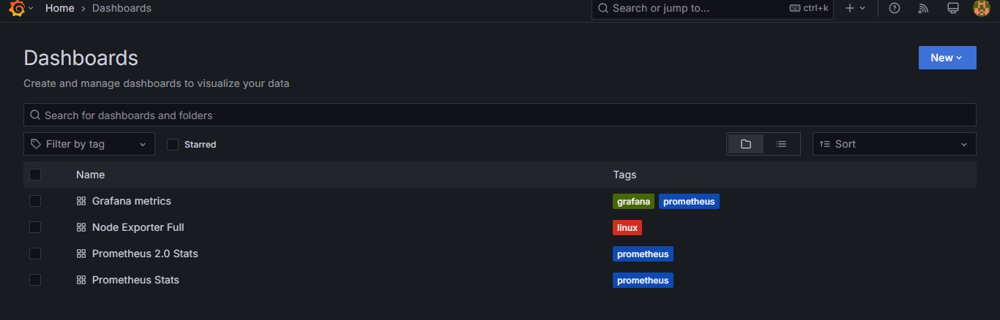 Home › Dashboards Search or jump to... ctrl+k
Dashboards New
Create and manage dashboards to visualize your data
Search for dashboards and folders
Filter by tag Starred Sort
Name Tags
Grafana metrics grafana prometheus
Node Exporter Full linux
Prometheus 2.0 Stats prometheus
Prometheus Stats prometheus